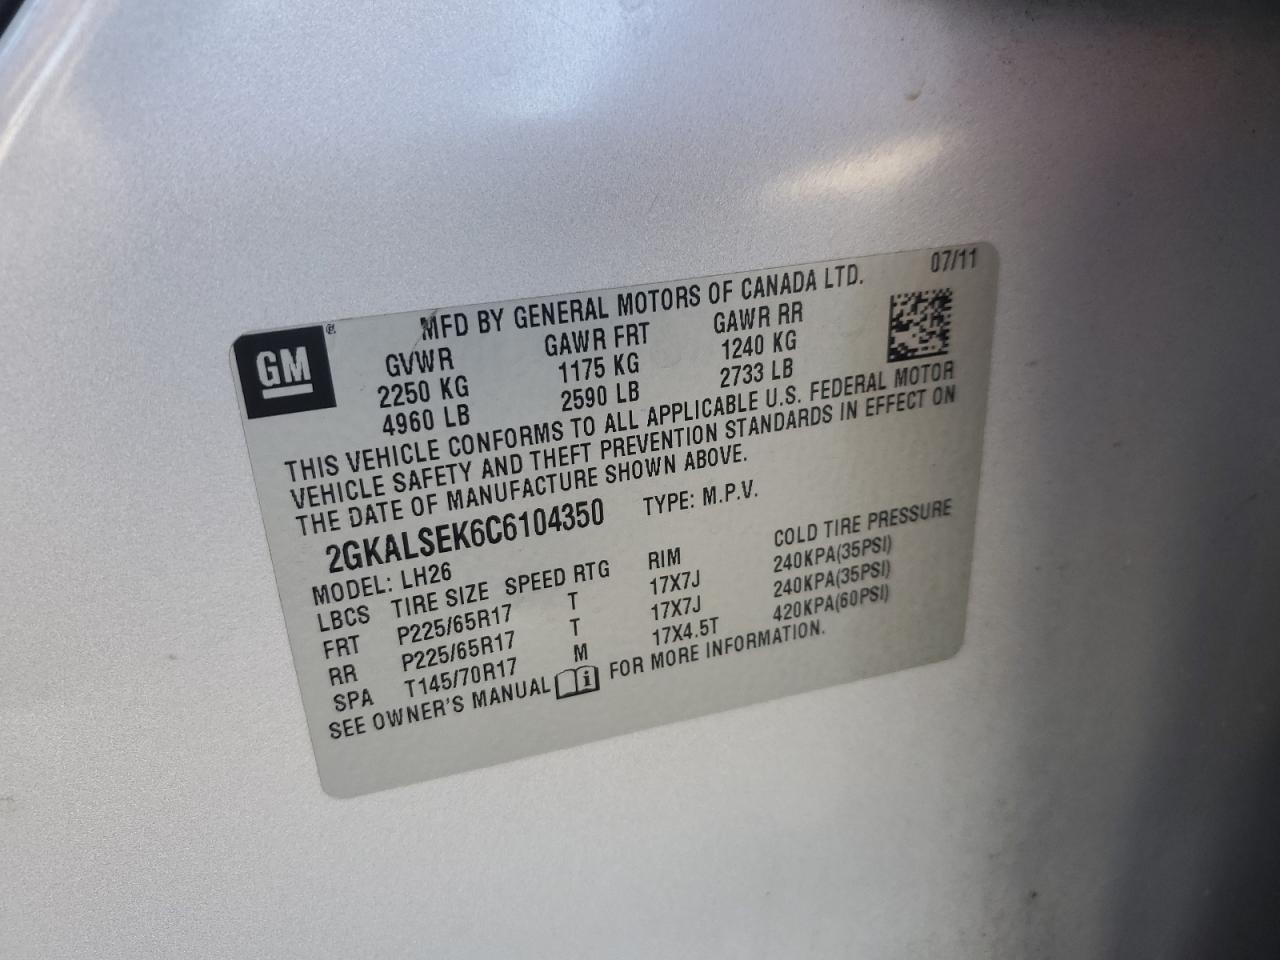 07/11
MFD BY GENERAL MOTORS OF CANADA LTD.
GM ®
GVWR GAWR FRT GAWR RR
2250 KG 1175 KG 1240 KG
4960 LB 2590 LB 2733 LB
THIS VEHICLE CONFORMS TO ALL APPLICABLE U.S. FEDERAL MOTOR
VEHICLE SAFETY AND THEFT PREVENTION STANDARDS IN EFFECT ON
THE DATE OF MANUFACTURE SHOWN ABOVE.
2GKALSEK6C6104350 TYPE: M.P.V.
MODEL: LH26
LBCS TIRE SIZE SPEED RTG RIM COLD TIRE PRESSURE
FRT P225/65R17 T 17X7J 240KPA(35PSI)
RR P225/65R17 T 17X7J 240KPA(35PSI)
SPA T145/70R17 M 17X4.5T 420KPA(60PSI)
SEE OWNER'S MANUAL i FOR MORE INFORMATION.